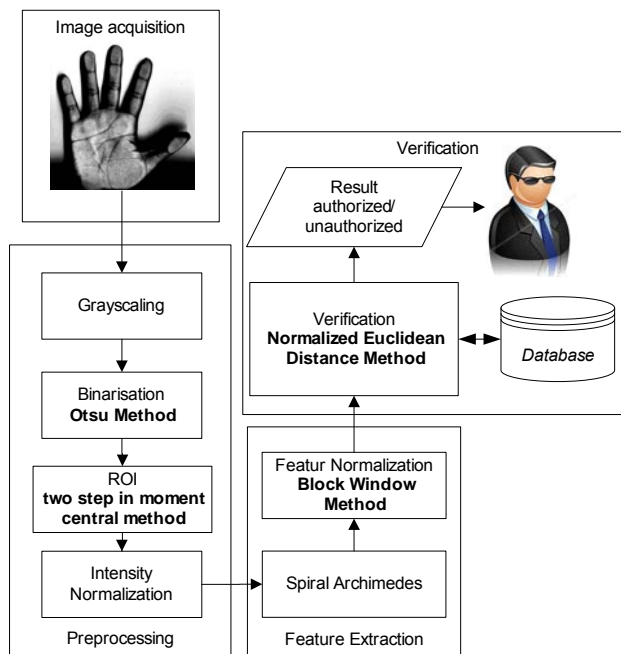 Image acquisition
Grayscaling
Binarisation
Otsu Method
ROI
two step in moment
central method
Intensity
Normalization
Preprocessing
Spiral Archimedes
Featur Normalization
Block Window
Method
Feature Extraction
Verification
Normalized Euclidean
Distance Method
Database
Result
authorized/
unauthorized
Verification